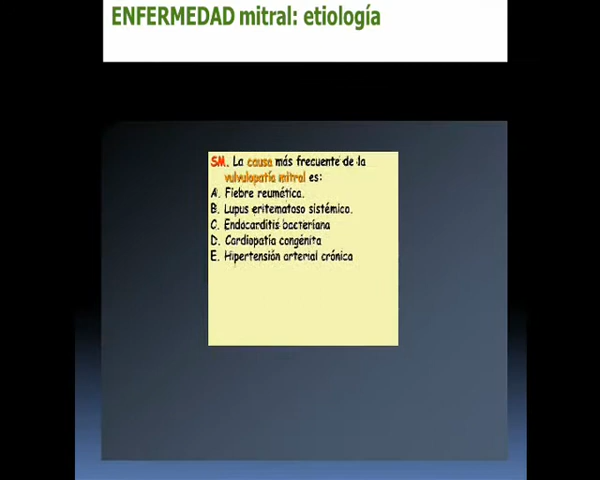 ENFERMEDAD mitral: etiología
SM. La causa más frecuente de la
valvulopatía mitral es:
A. Fiebre reumética.
B. Lupus eritematoso sistémico.
C. Endocarditis bacteriana
D. Cardiopatía congénita
E. Hipertensión arterial crónica